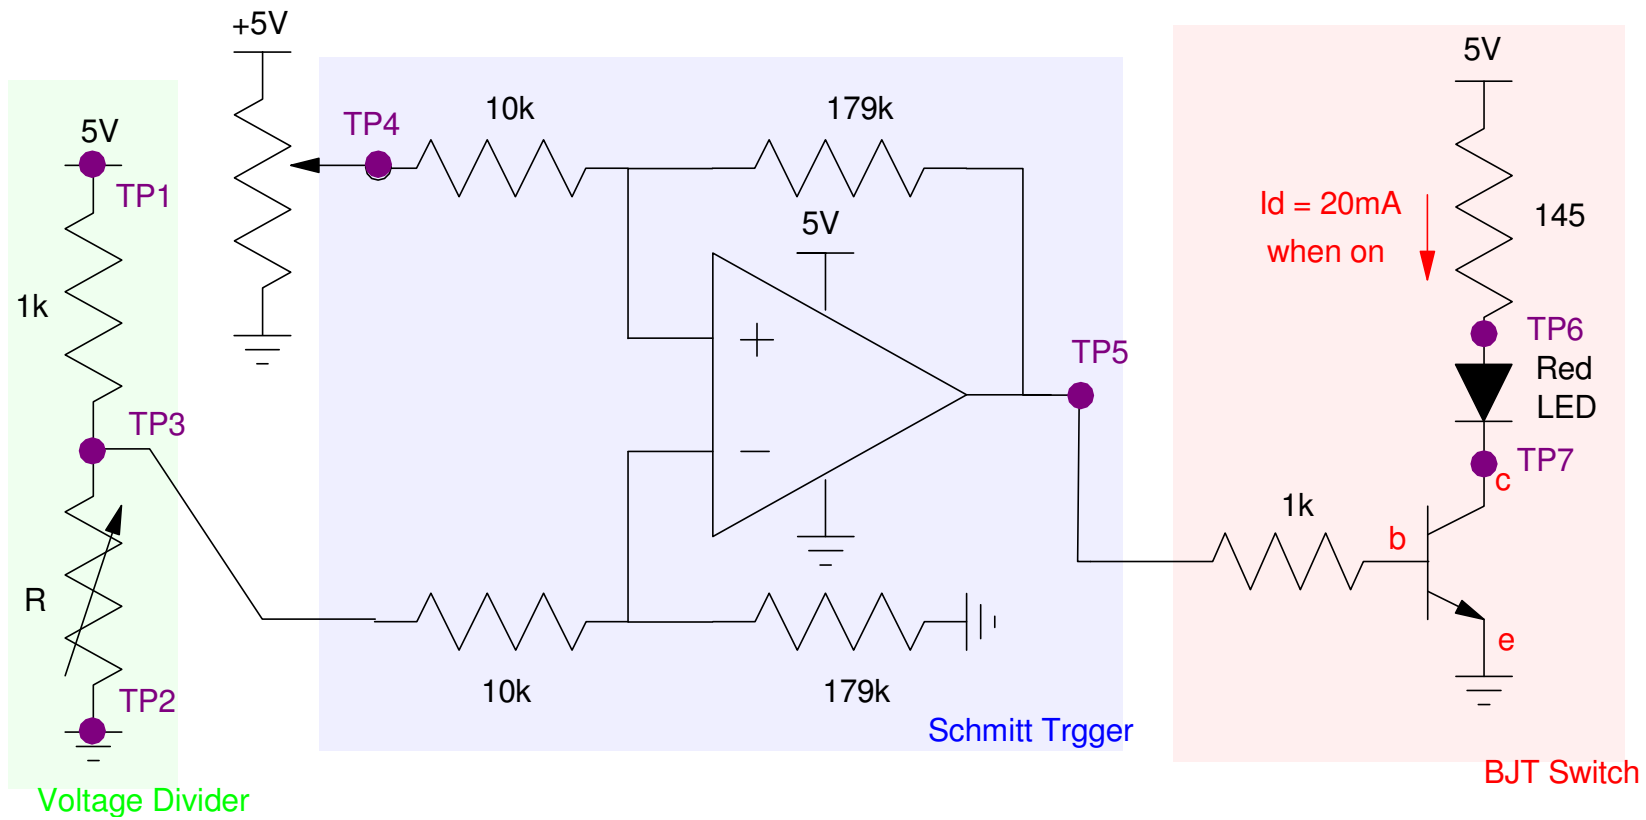 +5V
5V
TP1
1k
TP3
R
TP2
Voltage Divider
TP4
10k
179k
5V
+
−
TP5
10k
179k
Schmitt Trgger
5V
Id = 20mA
when on
145
TP6
Red
LED
TP7
c
1k
b
e
BJT Switch